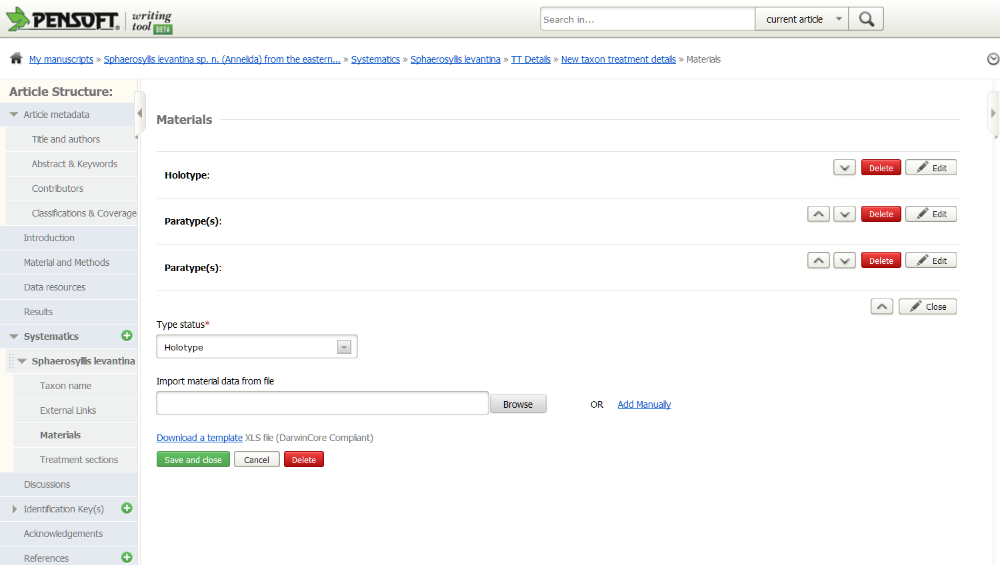 PENSOFT.
writing
tool BETA
Search in...
current article
My manuscripts » Sphaerosyllis levantina sp. n. (Annelida) from the eastern... » Systematics » Sphaerosyllis levantina » TT Details » New taxon treatment details » Materials
Article Structure:
Article metadata
Title and authors
Abstract & Keywords
Contributors
Classifications & Coverage
Introduction
Material and Methods
Data resources
Results
Systematics
Sphaerosyllis levantina
Taxon name
External Links
Materials
Treatment sections
Discussions
Identification Key(s)
Acknowledgements
References
Materials
Holotype:
Delete
Edit
Paratype(s):
Delete
Edit
Paratype(s):
Delete
Edit
Close
Type status*
Holotype
Import material data from file
Browse
OR
Add Manually
Download a template XLS file (DarwinCore Compliant)
Save and close
Cancel
Delete